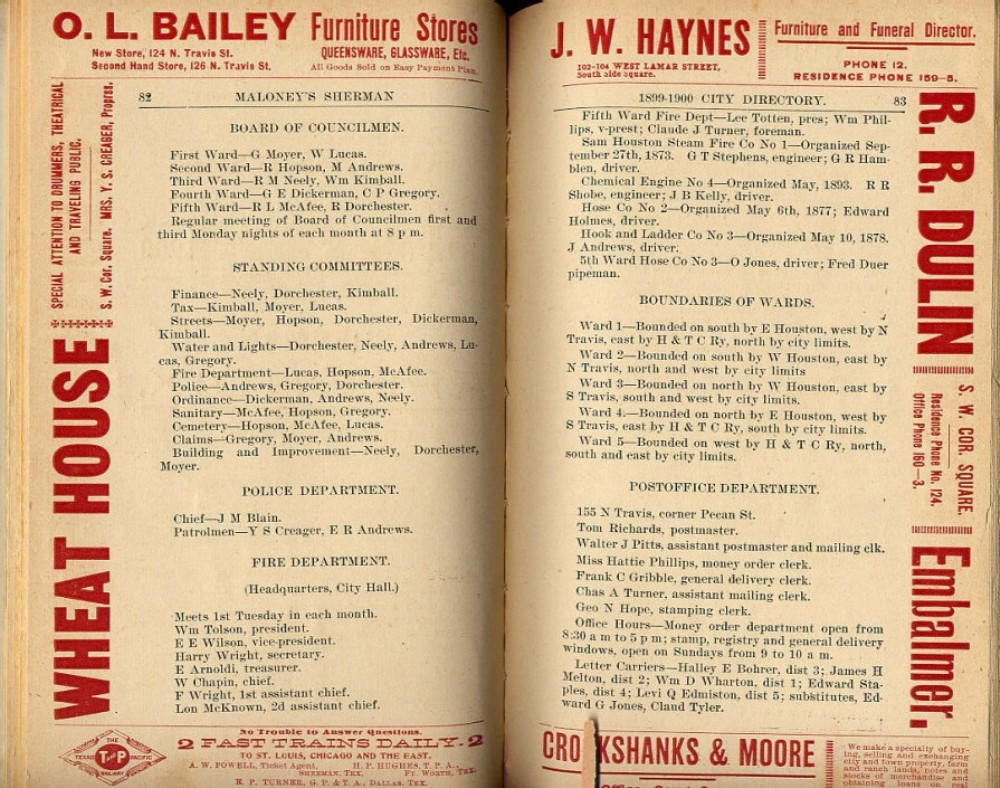 O. L. BAILEY Furniture Stores
New Store, 124 N. Travis St.
Second Hand Store, 126 N. Travis St.
QUEENSWARE, GLASSWARE, Etc.
All Goods Sold on Easy Payment Plan.
SPECIAL ATTENTION TO DRUMMERS, THEATRICAL
AND TRAVELING PUBLIC.
S. W. Cor. Square. MRS. Y. S. CREAGER, Propres.
WHEAT HOUSE
82 MALONEY'S SHERMAN
BOARD OF COUNCILMEN.
First Ward—G Moyer, W Lucas.
Second Ward—R Hopson, M Andrews.
Third Ward—R M Neely, Wm Kimball.
Fourth Ward—G E Dickerman, C P Gregory.
Fifth Ward—R L McAfee, R Dorchester.
Regular meeting of Board of Councilmen first and
third Monday nights of each month at 8 p m.
STANDING COMMITTEES.
Finance—Neely, Dorchester, Kimball.
Tax—Kimball, Moyer, Lucas.
Streets—Moyer, Hopson, Dorchester, Dickerman,
Kimball.
Water and Lights—Dorchester, Neely, Andrews, Lu-
cas, Gregory.
Fire Department—Lucas, Hopson, McAfee.
Police—Andrews, Gregory, Dorchester.
Ordinance—Dickerman, Andrews, Neely.
Sanitary—McAfee, Hopson, Gregory.
Cemetery—Hopson, McAfee, Lucas.
Claims—Gregory, Moyer, Andrews.
Building and Improvement—Neely, Dorchester,
Moyer.
POLICE DEPARTMENT.
Chief—J M Blain.
Patrolmen—Y S Creager, E R Andrews.
FIRE DEPARTMENT.
(Headquarters, City Hall.)
Meets 1st Tuesday in each month.
Wm Tolson, president.
E E Wilson, vice-president.
Harry Wright, secretary.
E Arnoldi, treasurer.
W Chapin, chief.
F Wright, 1st assistant chief.
Lon McKnown, 2d assistant chief.
THE
TEXAS T&P PACIFIC
RAILWAY
No Trouble to Answer Questions.
2 FAST TRAINS DAILY. 2
TO ST. LOUIS, CHICAGO AND THE EAST.
A. W. POWELL, Ticket Agent, H. P. HUGHES, T. P. A.,
SHERMAN, TEX. FT. WORTH, TEX.
E. P. TURNER, G. P. & T. A., DALLAS, TEX.
J. W. HAYNES
102-104 WEST LAMAR STREET,
South side square.
Furniture and Funeral Director.
PHONE 12.
RESIDENCE PHONE 159-5.
1899-1900 CITY DIRECTORY. 83
Fifth Ward Fire Dept—Lee Totten, pres; Wm Phil-
lips, v-prest; Claude J Turner, foreman.
Sam Houston Steam Fire Co No 1—Organized Sep-
tember 27th, 1873. G T Stephens, engineer; G R Ham-
blen, driver.
Chemical Engine No 4—Organized May, 1893. R R
Shobe, engineer; J B Kelly, driver.
Hose Co No 2—Organized May 6th, 1877; Edward
Holmes, driver.
Hook and Ladder Co No 3—Organized May 10, 1878.
J Andrews, driver.
5th Ward Hose Co No 3—O Jones, driver; Fred Duer
pipeman.
BOUNDARIES OF WARDS.
Ward 1—Bounded on south by E Houston, west by N
Travis, east by H & T C Ry, north by city limits.
Ward 2—Bounded on south by W Houston, east by
N Travis, north and west by city limits
Ward 3—Bounded on north by W Houston, east by
S Travis, south and west by city limits.
Ward 4.—Bounded on north by E Houston, west by
S Travis, east by H & T C Ry, south by city limits.
Ward 5—Bounded on west by H & T C Ry, north,
south and east by city limits.
POSTOFFICE DEPARTMENT.
155 N Travis, corner Pecan St.
Tom Richards, postmaster.
Walter J Pitts, assistant postmaster and mailing clk.
Miss Hattie Phillips, money order clerk.
Frank C Gribble, general delivery clerk.
Chas A Turner, assistant mailing clerk.
Geo N Hope, stamping clerk.
Office Hours—Money order department open from
8:30 a m to 5 p m; stamp, registry and general delivery
windows, open on Sundays from 9 to 10 a m.
Letter Carriers—Halley E Bohrer, dist 3; James H
Melton, dist 2; Wm D Wharton, dist 1; Edward Sta-
ples, dist 4; Levi Q Edmiston, dist 5; substitutes, Ed-
ward G Jones, Claud Tyler.
R. R. DULIN
S. W. COR. SQUARE.
Residence Phone No. 124.
Office Phone 160—3.
Embalmer.
CRO KSHANKS & MOORE
We make a specialty of buy-
ing, selling and exchanging
city and town property, farm
and ranch lands, notes and
stocks of merchandise and
obtaining loans on real